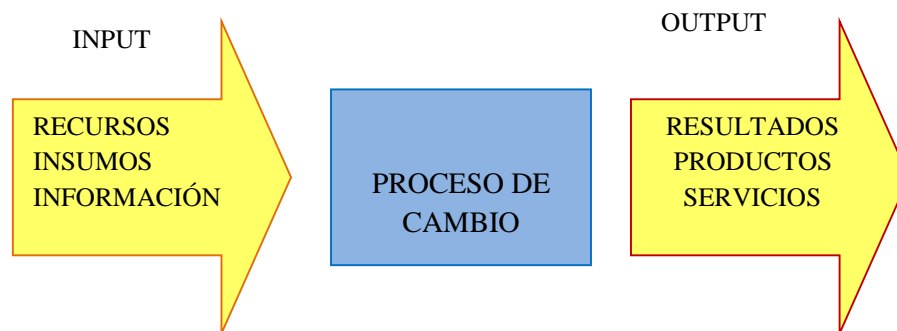 INPUT
RECURSOS
INSUMOS
INFORMACIÓN
PROCESO DE
CAMBIO
OUTPUT
RESULTADOS
PRODUCTOS
SERVICIOS